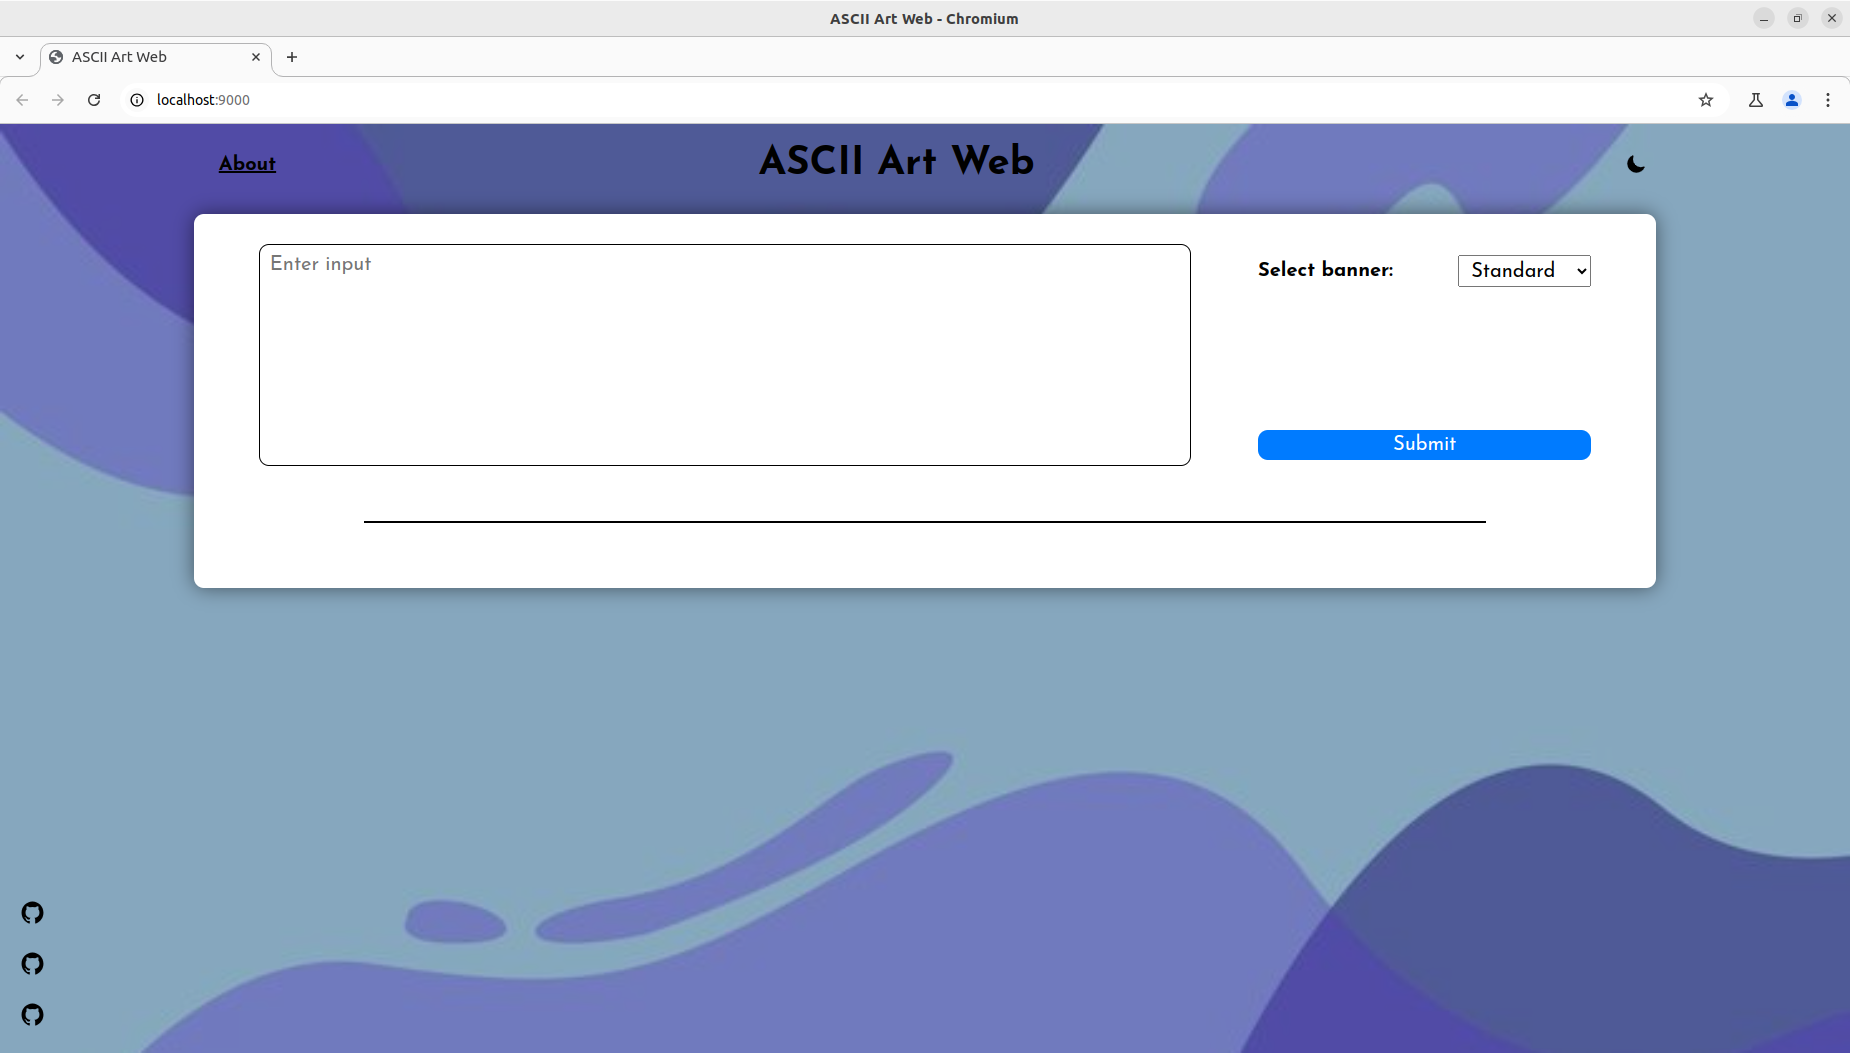 ASCII Art Web - Chromium
ASCII Art Web
localhost:9000
About
ASCII Art Web
Enter input
Select banner:
Standard
Submit